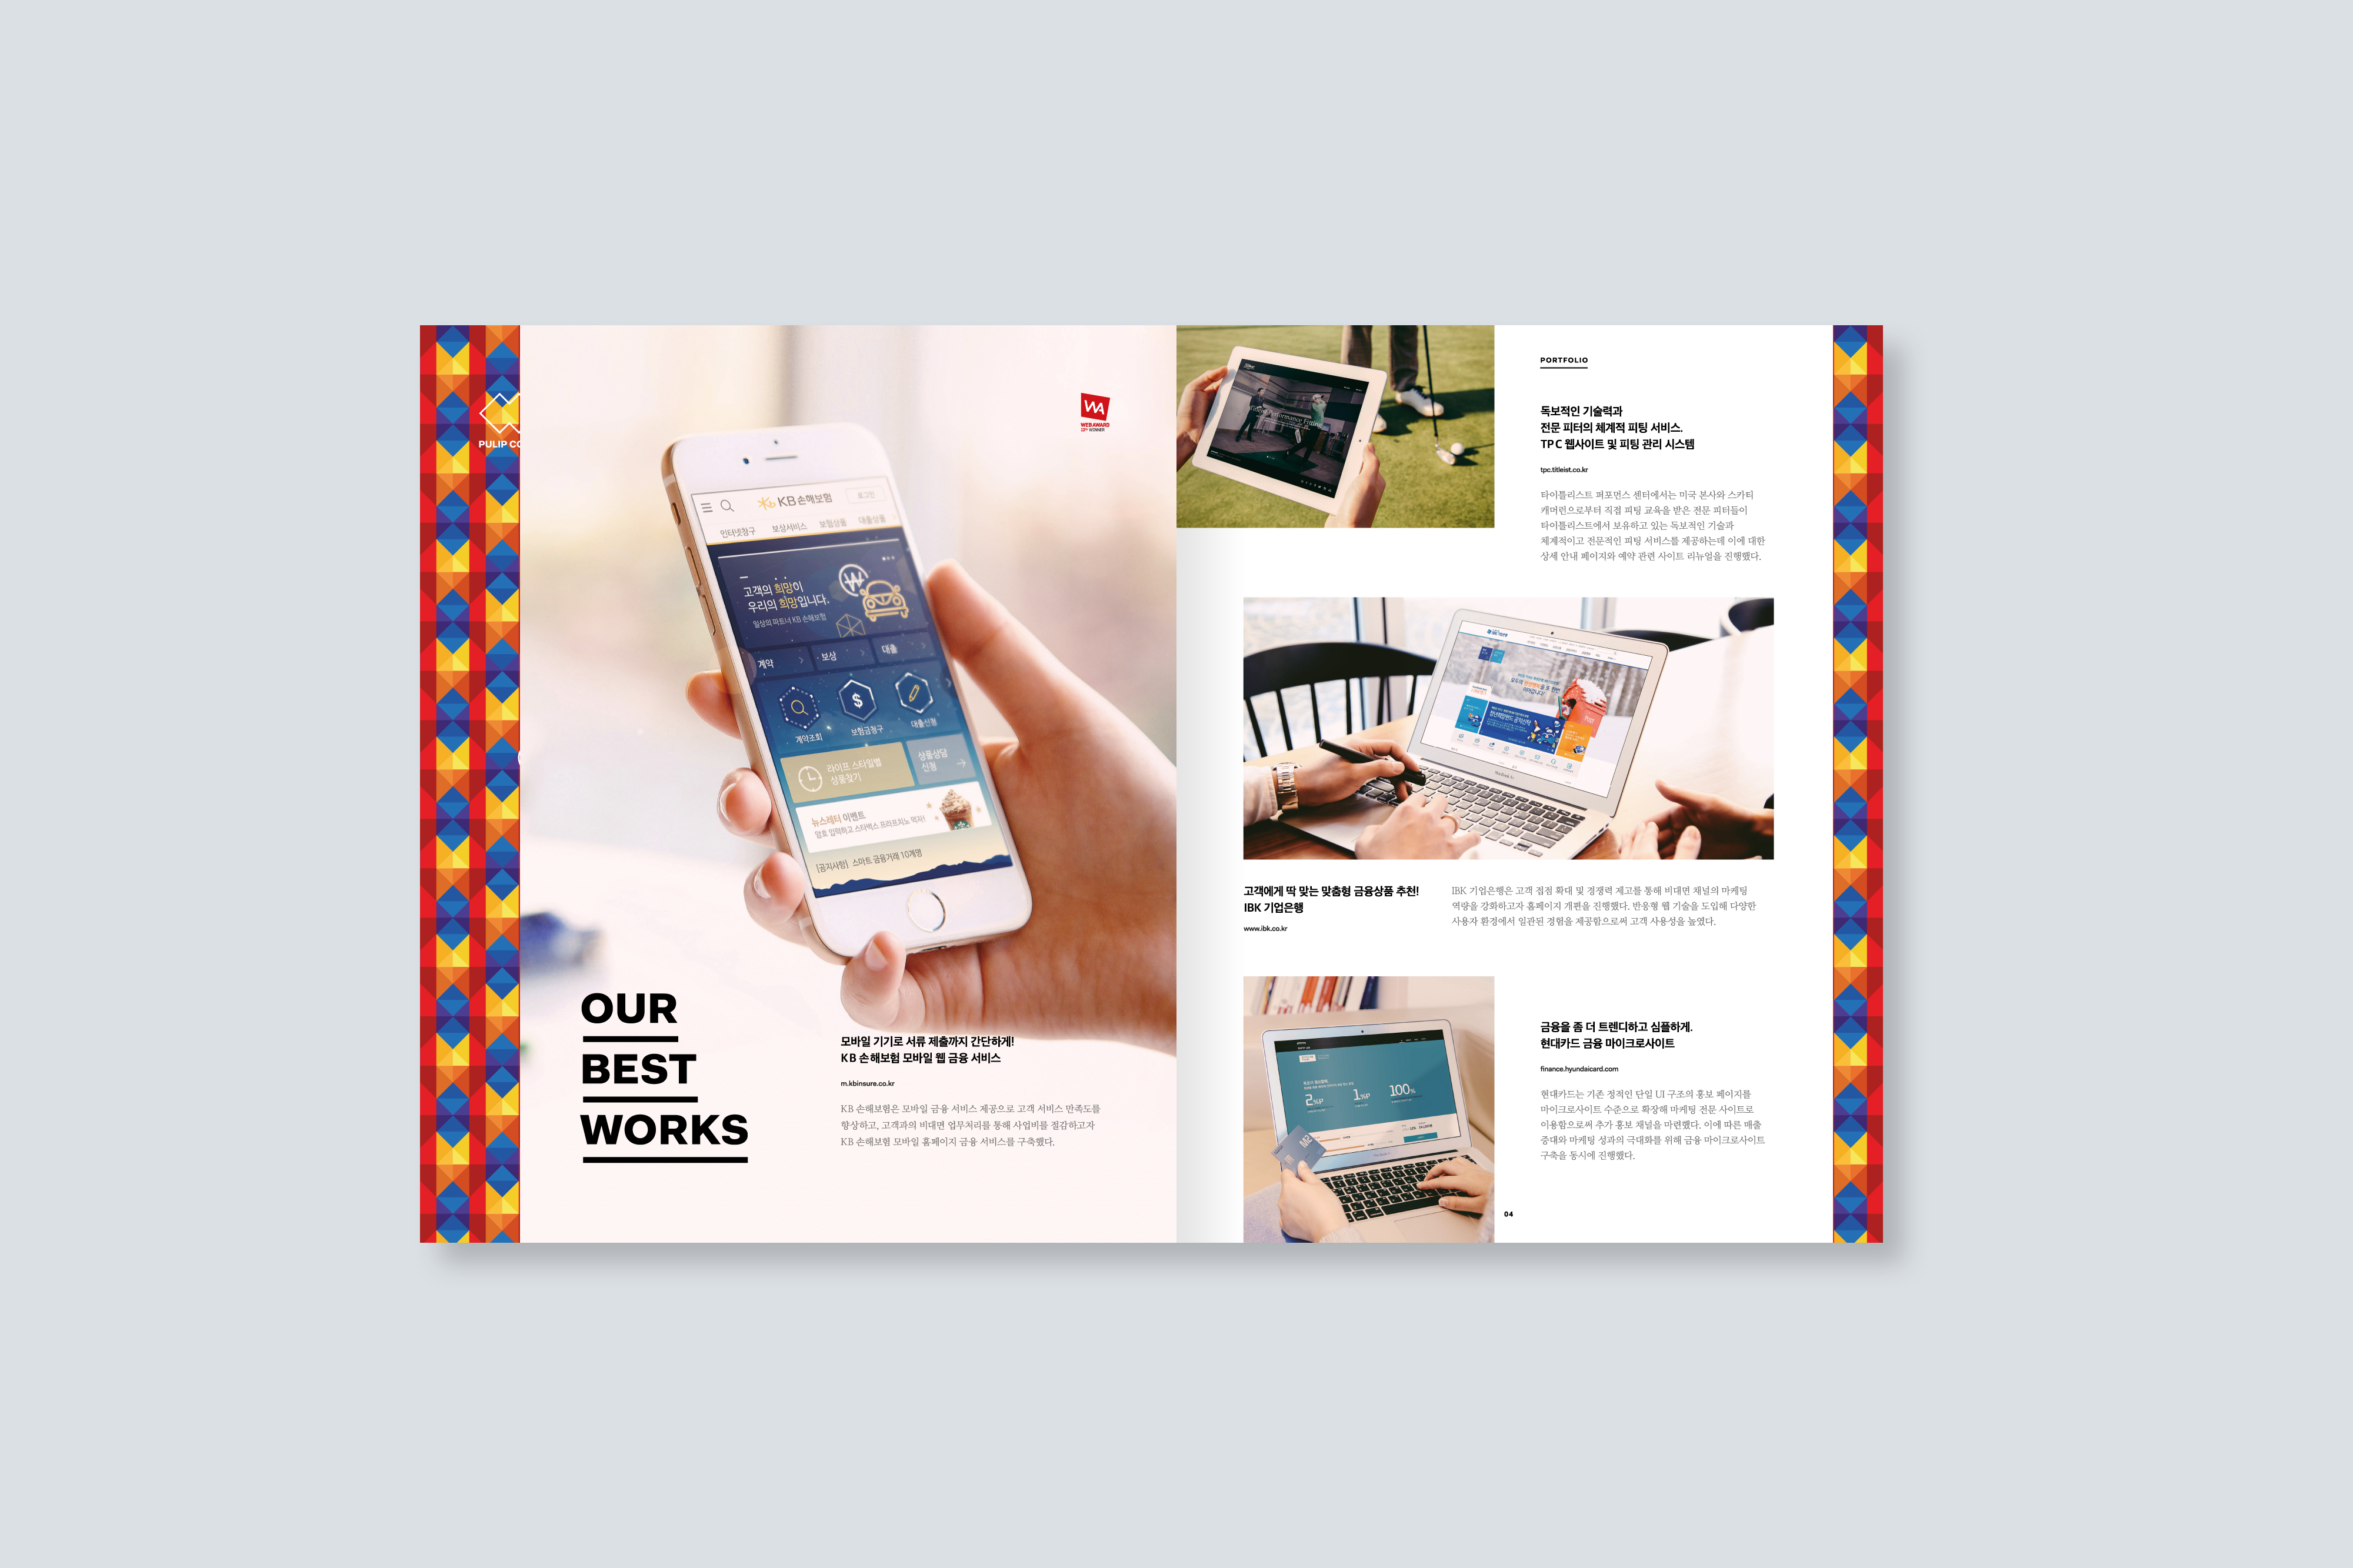 PULIP CO
WA
WEB AWARD
WINNER
KB손해보험
로그인
인터넷창구 보상서비스 보험상품 대출상품
고객의 희망이
우리의 희망입니다.
일상의 파트너 KB 손해보험
계약 보상 대출
계약조회 보험금청구 대출신청
라이프 스타일별
상품찾기
상품상담
신청
뉴스레터 이벤트
암호 입력하고 스타벅스 프라프치노 먹자!
[공지사항] 스마트 금융거래 10계명
OUR
BEST
WORKS
모바일 기기로 서류 제출까지 간단하게!
KB 손해보험 모바일 웹 금융 서비스
m.kbinsure.co.kr
KB 손해보험은 모바일 금융 서비스 제공으로 고객 서비스 만족도를
향상하고, 고객과의 비대면 업무처리를 통해 사업비를 절감하고자
KB 손해보험 모바일 홈페이지 금융 서비스를 구축했다.
PORTFOLIO
독보적인 기술력과
전문 피터의 체계적 피팅 서비스.
TPC 웹사이트 및 피팅 관리 시스템
tpc.titleist.co.kr
타이틀리스트 퍼포먼스 센터에서는 미국 본사와 스카티
캐머런으로부터 직접 피팅 교육을 받은 전문 피터들이
타이틀리스트에서 보유하고 있는 독보적인 기술과
체계적이고 전문적인 피팅 서비스를 제공하는데 이에 대한
상세 안내 페이지와 예약 관련 사이트 리뉴얼을 진행했다.
고객에게 딱 맞는 맞춤형 금융상품 추천!
IBK 기업은행
www.ibk.co.kr
IBK 기업은행은 고객 접점 확대 및 경쟁력 제고를 통해 비대면 채널의 마케팅
역량을 강화하고자 홈페이지 개편을 진행했다. 반응형 웹 기술을 도입해 다양한
사용자 환경에서 일관된 경험을 제공함으로써 고객 사용성을 높였다.
2%P 1%P 100%
금융을 좀 더 트렌디하고 심플하게.
현대카드 금융 마이크로사이트
finance.hyundaicard.com
현대카드는 기존 정적인 단일 UI 구조의 홍보 페이지를
마이크로사이트 수준으로 확장해 마케팅 전문 사이트로
이용함으로써 추가 홍보 채널을 마련했다. 이에 따른 매출
증대와 마케팅 성과의 극대화를 위해 금융 마이크로사이트
구축을 동시에 진행했다.
04